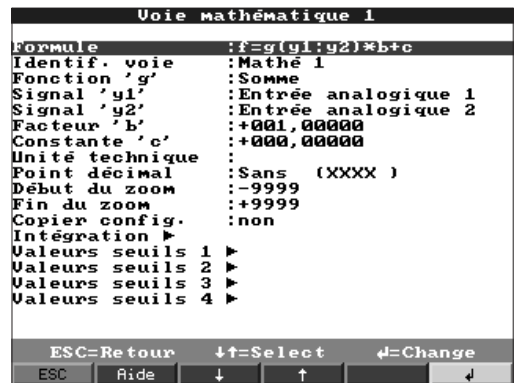 Voie mathématique 1
Formule :f=g(y1;y2)*b+c
Identif. voie :Mathé 1
Fonction 'g' :Somme
Signal 'y1' :Entrée analogique 1
Signal 'y2' :Entrée analogique 2
Facteur 'b' :+001,00000
Constante 'c' :+000,00000
Unité technique :
Point décimal :Sans (XXXX )
Début du zoom :-9999
Fin du zoom :+9999
Copier config. :non
Intégration ►
Valeurs seuils 1 ►
Valeurs seuils 2 ►
Valeurs seuils 3 ►
Valeurs seuils 4 ►
ESC=Retour ↓↑=Select ↲=Change
ESC Aide ↓ ↑ ↲